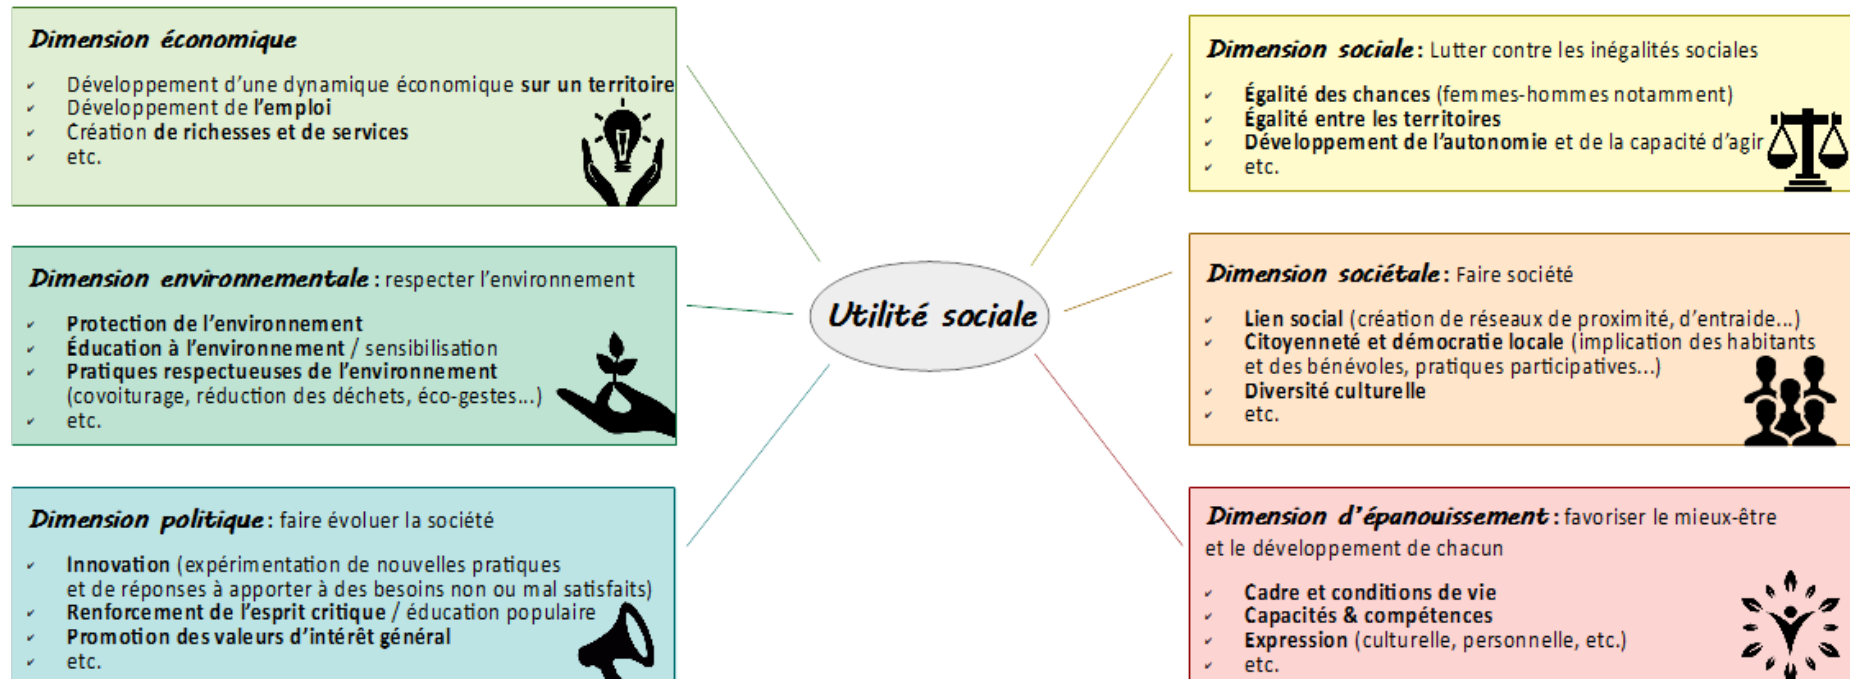 Dimension économique
✓ Développement d'une dynamique économique sur un territoire
✓ Développement de l'emploi
✓ Création de richesses et de services
✓ etc.
Dimension environnementale : respecter l'environnement
✓ Protection de l'environnement
✓ Éducation à l'environnement / sensibilisation
✓ Pratiques respectueuses de l'environnement
(covoiturage, réduction des déchets, éco-gestes...)
✓ etc.
Dimension politique : faire évoluer la société
✓ Innovation (expérimentation de nouvelles pratiques
et de réponses à apporter à des besoins non ou mal satisfaits)
✓ Renforcement de l'esprit critique / éducation populaire
✓ Promotion des valeurs d'intérêt général
✓ etc.
Utilité sociale
Dimension sociale : Lutter contre les inégalités sociales
✓ Égalité des chances (femmes-hommes notamment)
✓ Égalité entre les territoires
✓ Développement de l'autonomie et de la capacité d'agir
✓ etc.
Dimension sociétale : Faire société
✓ Lien social (création de réseaux de proximité, d'entraide...)
✓ Citoyenneté et démocratie locale (implication des habitants
et des bénévoles, pratiques participatives...)
✓ Diversité culturelle
✓ etc.
Dimension d'épanouissement : favoriser le mieux-être
et le développement de chacun
✓ Cadre et conditions de vie
✓ Capacités & compétences
✓ Expression (culturelle, personnelle, etc.)
✓ etc.